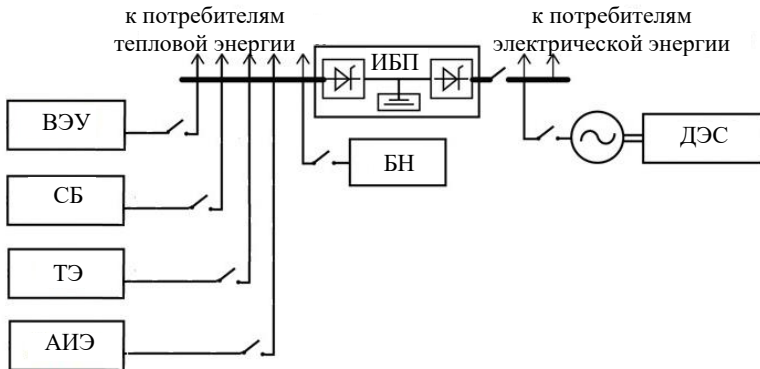 к потребителям
тепловой энергии
к потребителям
электрической энергии
ИБП
ВЭУ
БН
ДЭС
СБ
ТЭ
АИЭ